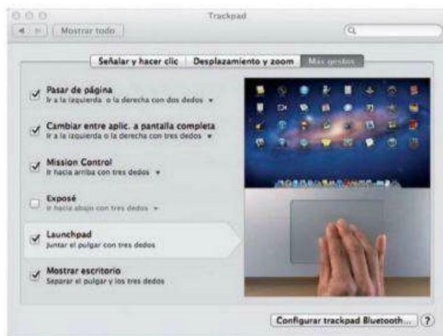 Trackpad
Mostrar todo
Señalar y hacer clic Desplazamiento y zoom Más gestos
Pasar de página
Ir a la izquierda o la derecha con dos dedos
Cambiar entre aplic. a pantalla completa
Ir a la izquierda o la derecha con tres dedos
Mission Control
Ir hacia arriba con tres dedos
Exposé
Ir hacia abajo con tres dedos
Launchpad
Juntar el pulgar con tres dedos
Mostrar escritorio
Separar el pulgar y los tres dedos
Configurar trackpad Bluetooth... ?